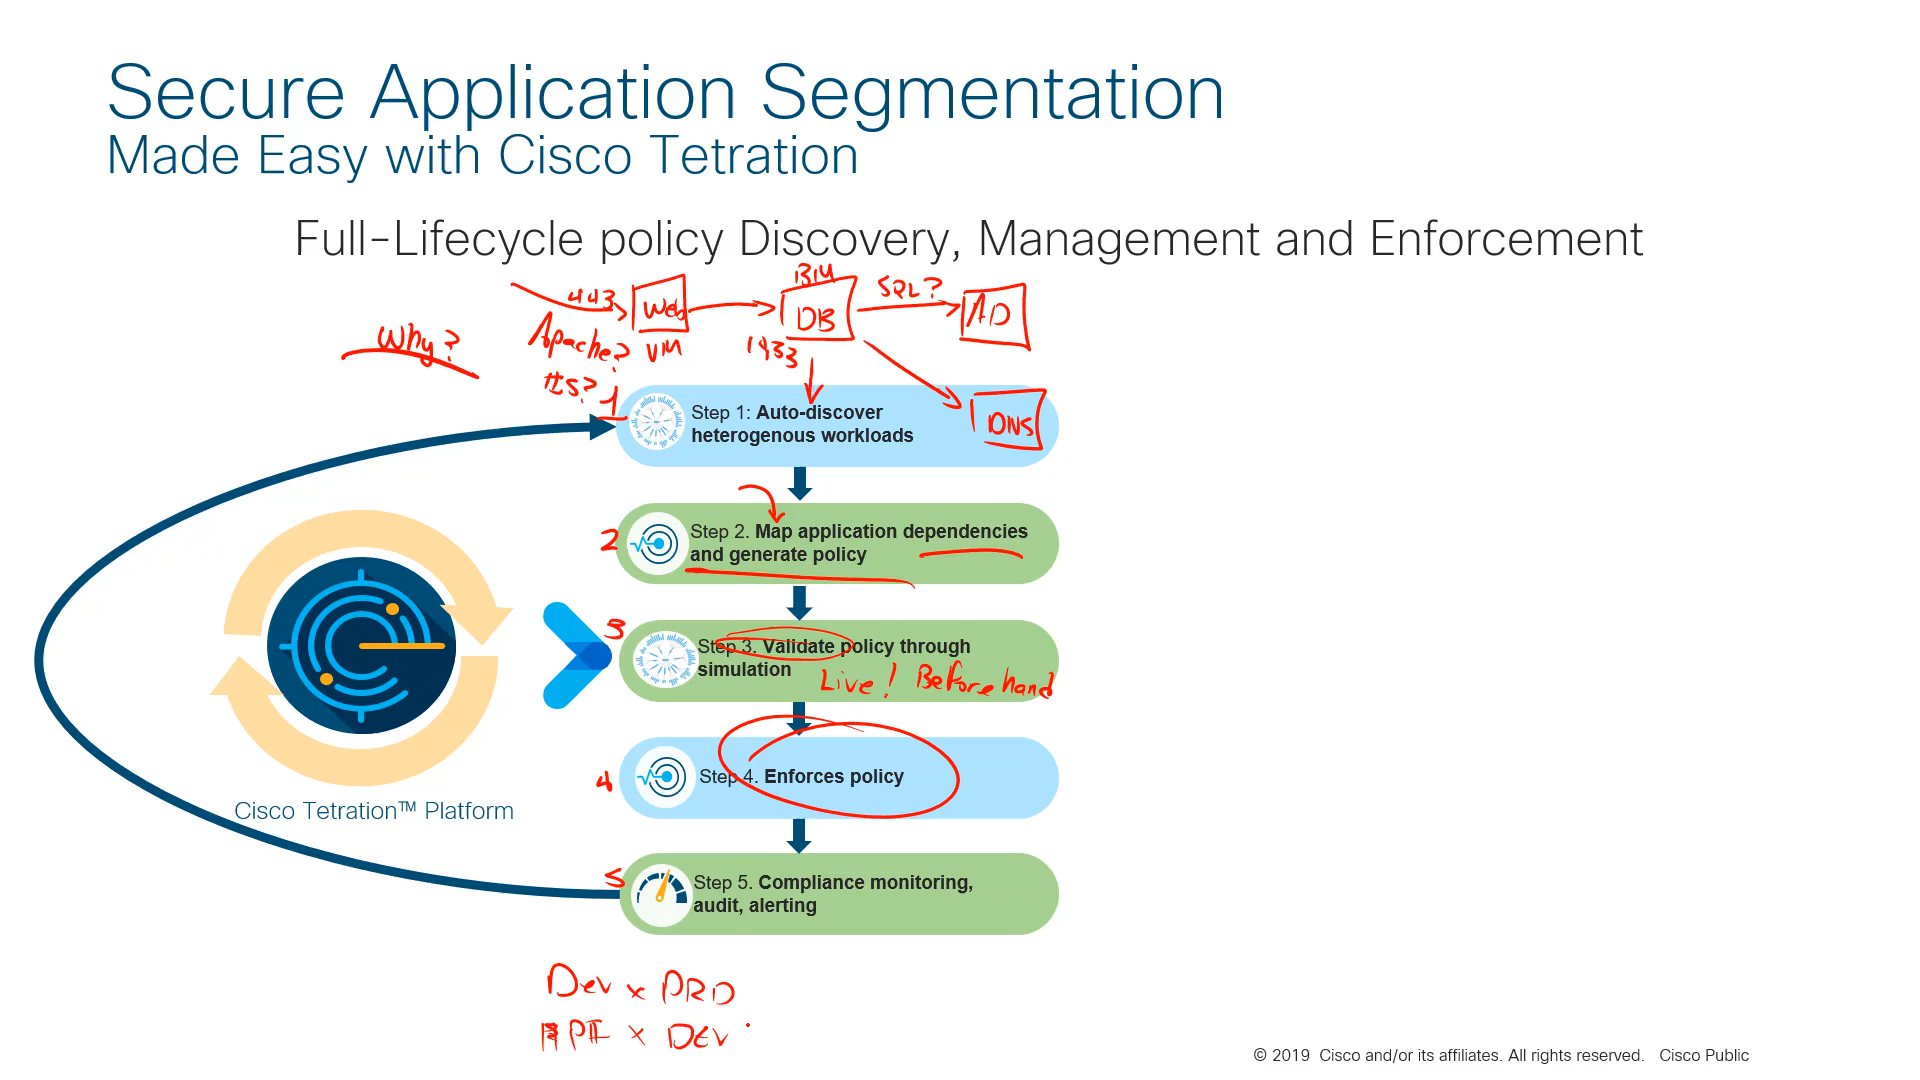 Secure Application Segmentation
Made Easy with Cisco Tetration
Full-Lifecycle policy Discovery, Management and Enforcement
Why?
443
Apache?
IIS?
Web
VM
DB
1433
SQL?
AD
DNS
1
Step 1: Auto-discover
heterogenous workloads
2
Step 2. Map application dependencies
and generate policy
3
Step 3. Validate policy through
simulation
Live! Beforehand
4
Step 4. Enforces policy
5
Step 5. Compliance monitoring,
audit, alerting
Cisco Tetration™ Platform
Dev x PRD
x DEV
© 2019 Cisco and/or its affiliates. All rights reserved. Cisco Public